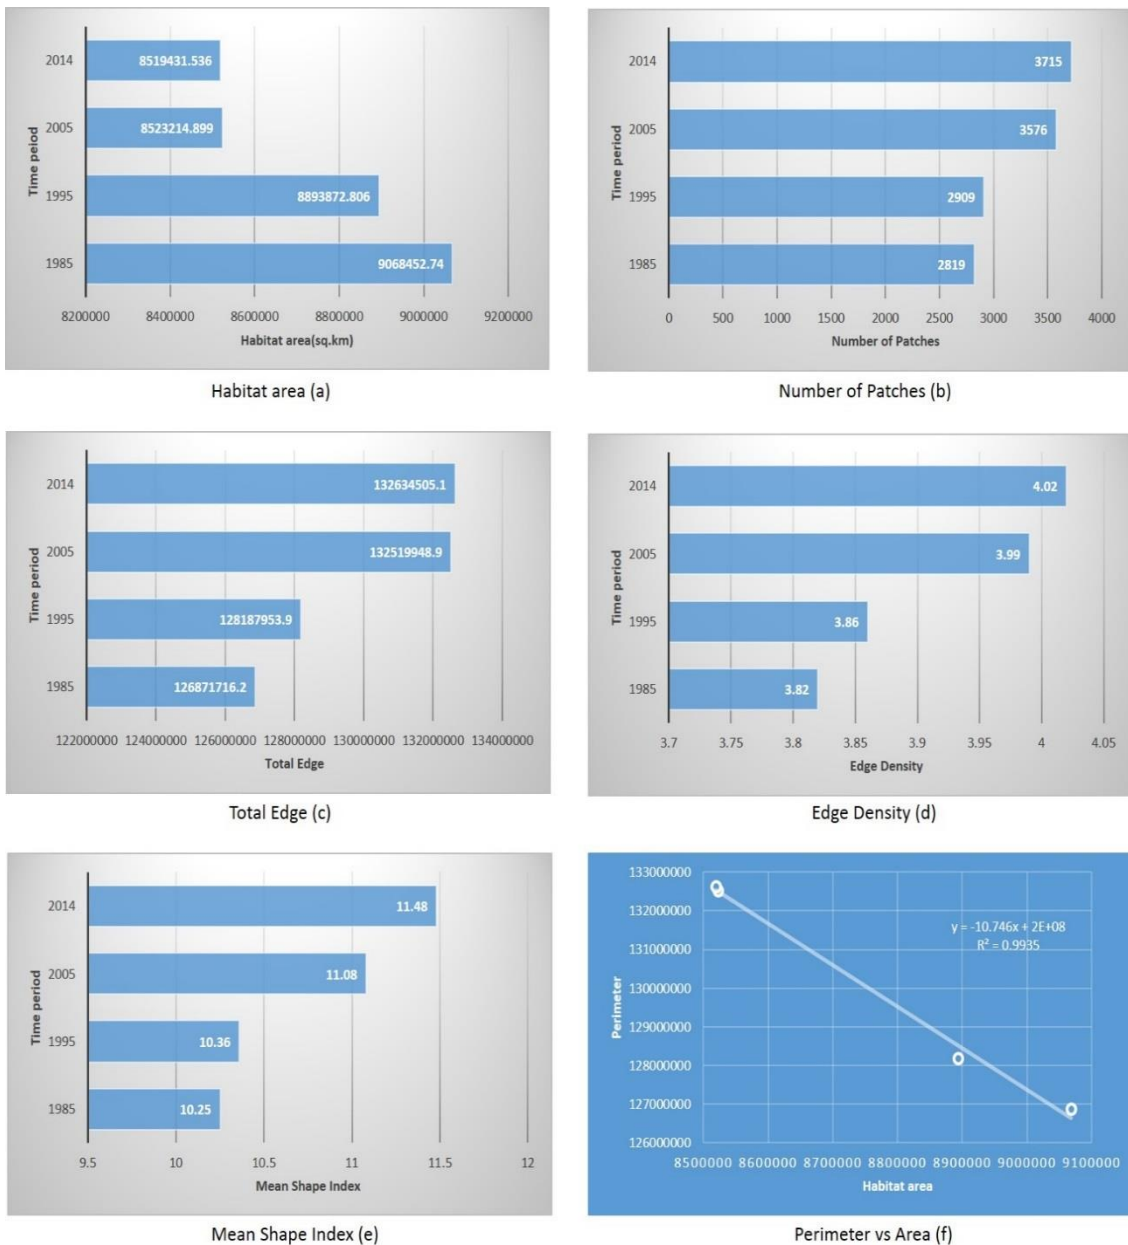 2014
8519431.536
2005
8523214.899
1995
8893872.806
1985
9068452.74
Time peiod
8200000 8400000 8600000 8800000 9000000 9200000
Habitat area(sq.km)
Habitat area (a)
2014
3715
2005
3576
1995
2909
1985
2819
Time period
0 500 1000 1500 2000 2500 3000 3500 4000
Number of Patches
Number of Patches (b)
2014
132634505.1
2005
132519948.9
1995
128187953.9
1985
126871716.2
Time period
122000000 124000000 126000000 128000000 130000000 132000000 134000000
Total Edge
Total Edge (c)
2014
4.02
2005
3.99
1995
3.86
1985
3.82
Time period
3.7 3.75 3.8 3.85 3.9 3.95 4 4.05
Edge Density
Edge Density (d)
2014
11.48
2005
11.08
1995
10.36
1985
10.25
Time period
9.5 10 10.5 11 11.5 12
Mean Shape Index
Mean Shape Index (e)
133000000
132000000
131000000
130000000
129000000
128000000
127000000
126000000
Perimeter
y = -10.746x + 2E+08
R² = 0.9935
8500000 8600000 8700000 8800000 8900000 9000000 9100000
Habitat area
Perimeter vs Area (f)